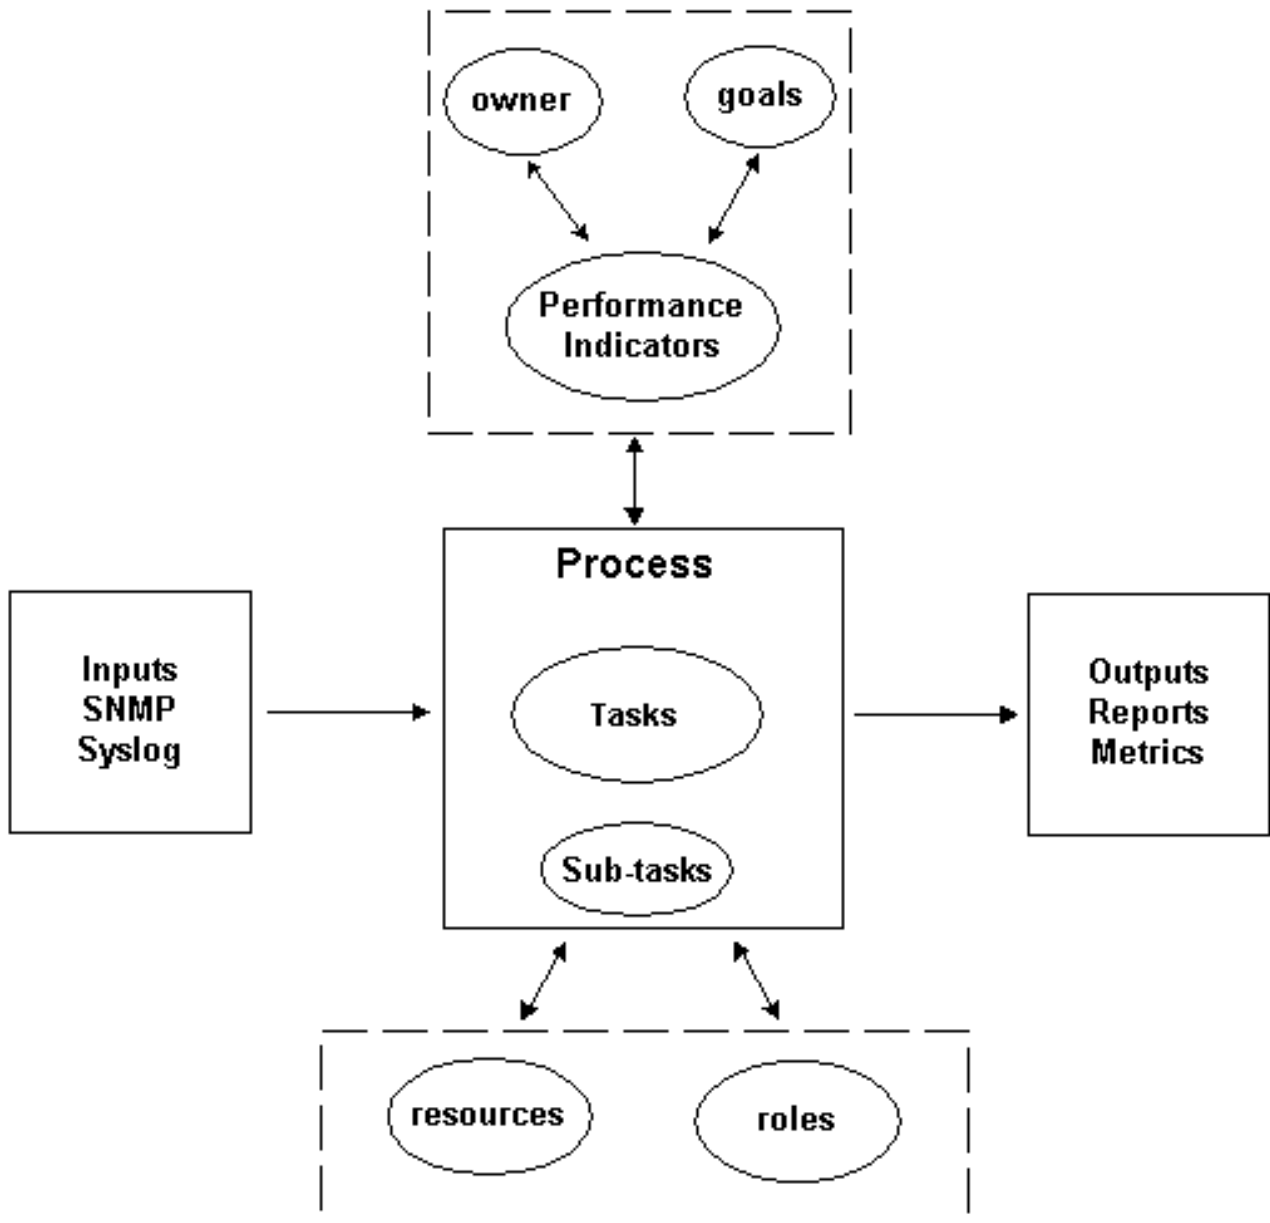 owner
goals
Performance
Indicators
Process
Inputs
SNMP
Syslog
Tasks
Outputs
Reports
Metrics
Sub-tasks
resources
roles